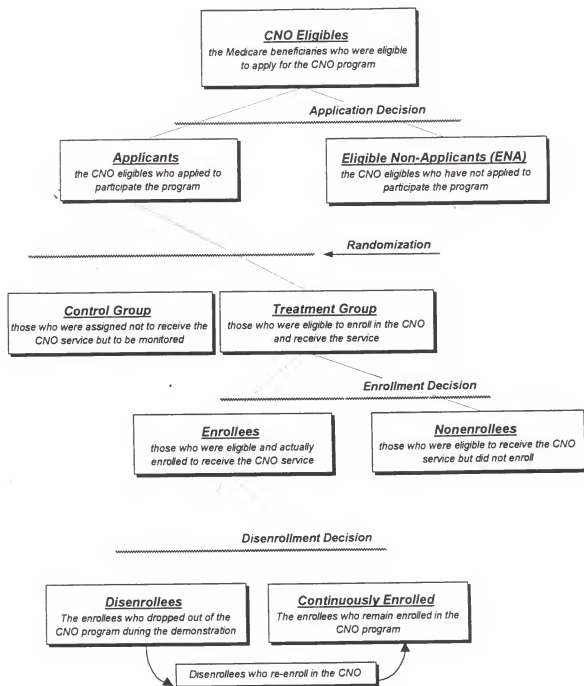 CNO Eligibles
the Medicare beneficiaries who were eligible
to apply for the CNO program
Application Decision
Applicants
the CNO eligibles who applied to
participate the program
Eligible Non-Applicants (ENA)
the CNO eligibles who have not applied to
participate the program
Randomization
Control Group
those who were assigned not to receive the
CNO service but to be monitored
Treatment Group
those who were eligible to enroll in the CNO
and receive the service
Enrollment Decision
Enrollees
those who were eligible and actually
enrolled to receive the CNO service
Nonenrollees
those who were eligible to receive the CNO
service but did not enroll
Disenrollment Decision
Disenrollees
The enrollees who dropped out of the
CNO program during the demonstration
Continuously Enrolled
The enrollees who remain enrolled in the
CNO program
Disenrollees who re-enroll in the CNO